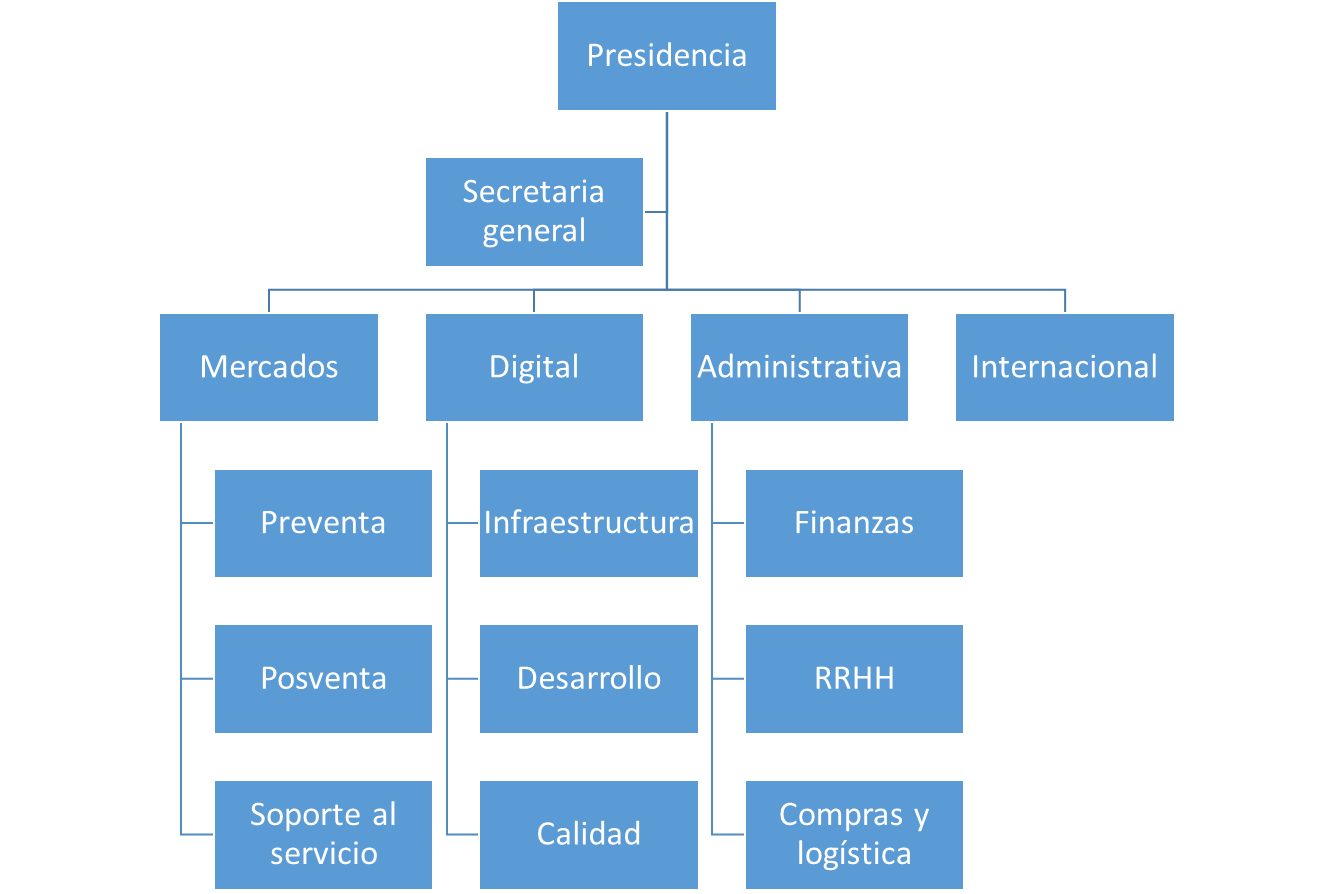 Presidencia
Secretaria
general
Mercados
Digital
Administrativa
Internacional
Preventa
Infraestructura
Finanzas
Posventa
Desarrollo
RRHH
Soporte al
servicio
Calidad
Compras y
logística